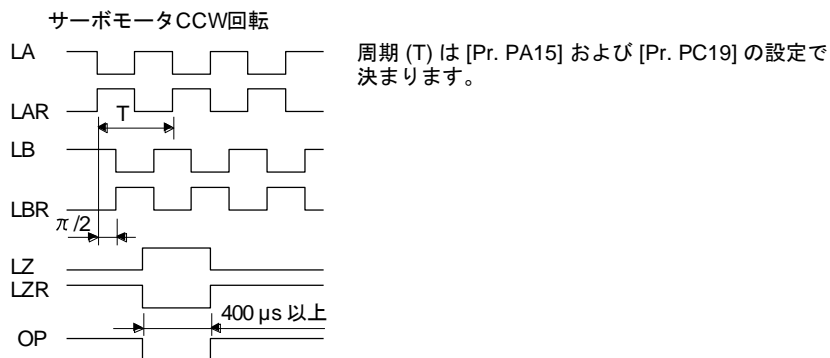 サーボモータCCW回転
LA
周期 (T) は [Pr. PA15] および [Pr. PC19] の設定で
決まります。
LAR
T
LB
LBR
π/2
LZ
LZR
400 μs 以上
OP